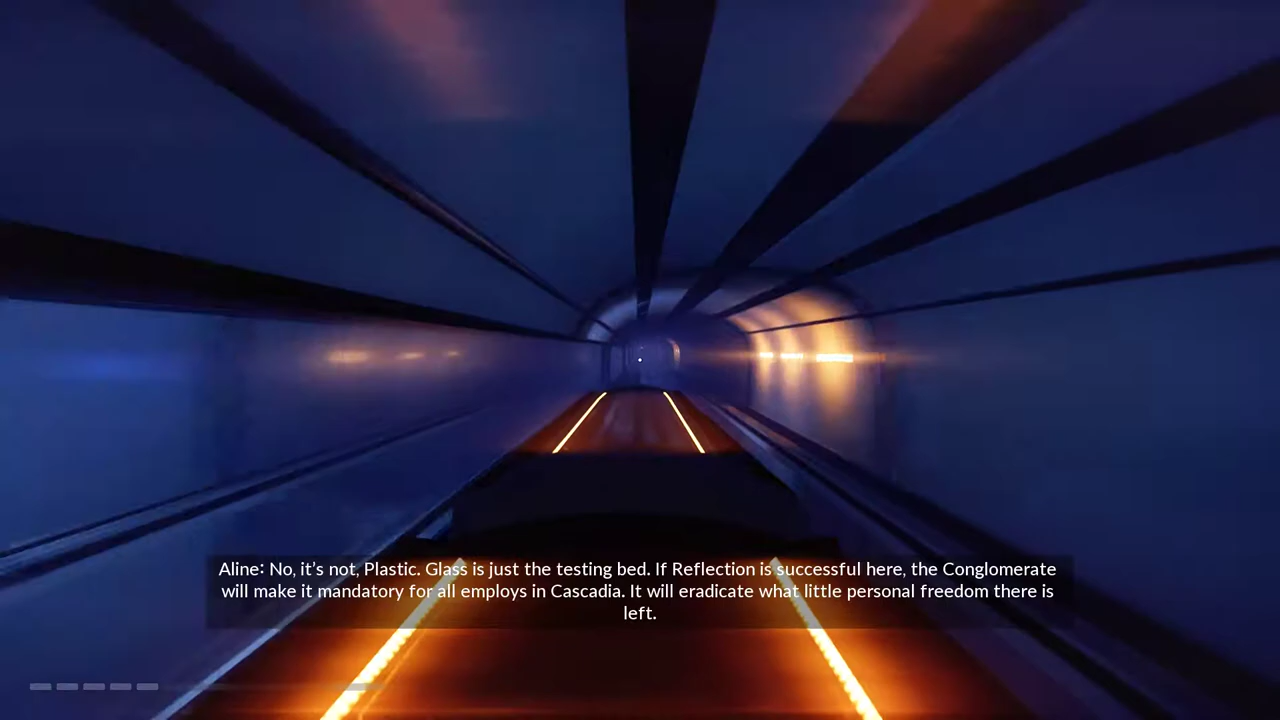 Aline: No, it's not, Plastic. Glass is just the testing bed. If Reflection is successful here, the Conglomerate
will make it mandatory for all employs in Cascadia. It will eradicate what little personal freedom there is
left.